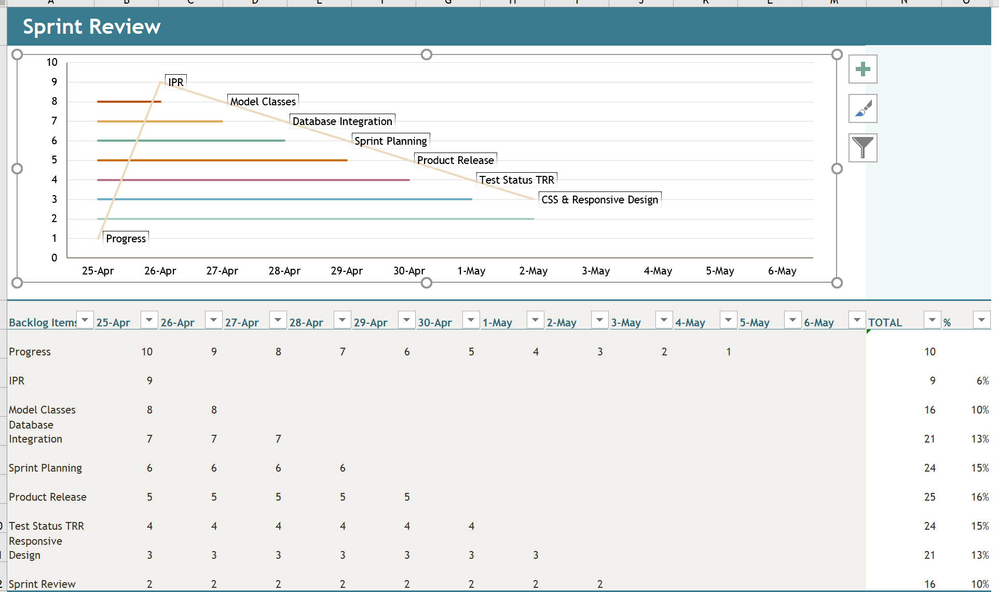 A B C D E F G H I J K L M N O
Sprint Review
10
9
8
7
6
5
4
3
2
1
0
IPR
Model Classes
Database Integration
Sprint Planning
Product Release
Test Status TRR
CSS & Responsive Design
Progress
25-Apr 26-Apr 27-Apr 28-Apr 29-Apr 30-Apr 1-May 2-May 3-May 4-May 5-May 6-May
Backlog Items 25-Apr 26-Apr 27-Apr 28-Apr 29-Apr 30-Apr 1-May 2-May 3-May 4-May 5-May 6-May TOTAL %
Progress 10 9 8 7 6 5 4 3 2 1 10
IPR 9 9 6%
Model Classes 8 8 16 10%
Database
Integration 7 7 7 21 13%
Sprint Planning 6 6 6 6 24 15%
Product Release 5 5 5 5 5 25 16%
Test Status TRR 4 4 4 4 4 4 24 15%
Responsive
Design 3 3 3 3 3 3 3 21 13%
Sprint Review 2 2 2 2 2 2 2 2 16 10%